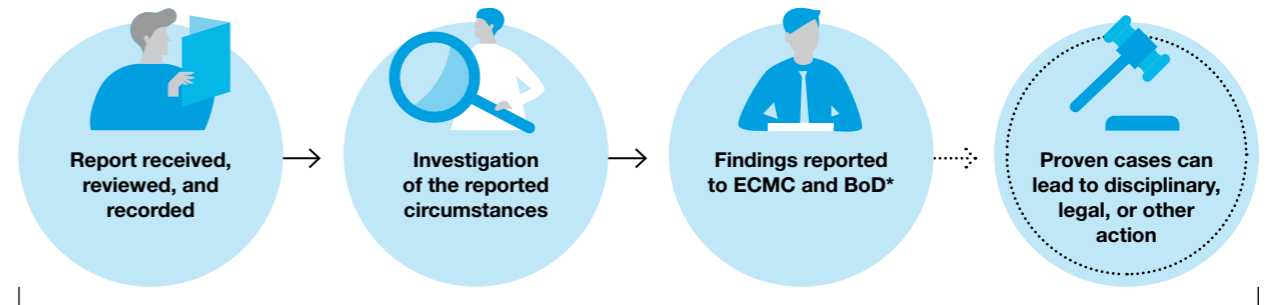 Report received,
reviewed, and
recorded
Investigation
of the reported
circumstances
Findings reported
to ECMC and BoD*
Proven cases can
lead to disciplinary,
legal, or other
action